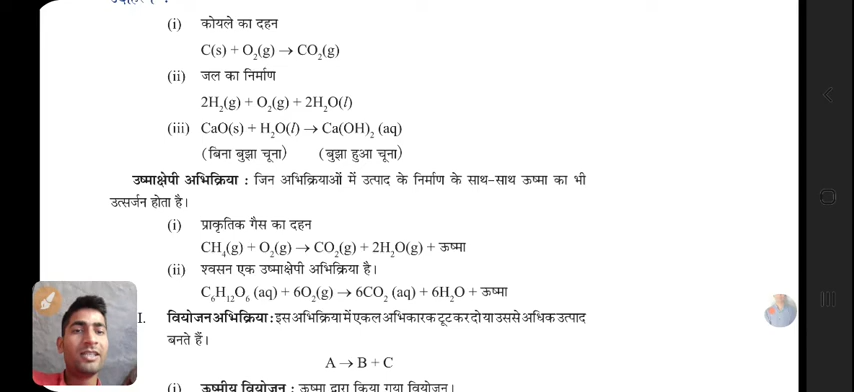 (i) कोयले का दहन
C(s) + O₂(g) → CO₂(g)
(ii) जल का निर्माण
2H₂(g) + O₂(g) + 2H₂O(l)
(iii) CaO(s) + H₂O(l) → Ca(OH)₂ (aq)
(बिना बुझा चूना) (बुझा हुआ चूना)
उष्माक्षेपी अभिक्रिया : जिन अभिक्रियाओं में उत्पाद के निर्माण के साथ-साथ ऊष्मा का भी
उत्सर्जन होता है।
(i) प्राकृतिक गैस का दहन
CH₄(g) + O₂(g) → CO₂(g) + 2H₂O(g) + ऊष्मा
(ii) श्वसन एक उष्माक्षेपी अभिक्रिया है।
C₆H₁₂O₆ (aq) + 6O₂(g) → 6CO₂ (aq) + 6H₂O + ऊष्मा
I. वियोजन अभिक्रिया : इस अभिक्रिया में एकल अभिकारक टूट कर दो या उससे अधिक उत्पाद
बनते हैं।
A → B + C
(i) ऊष्मीय वियोजन : ऊष्मा द्वारा किया गया वियोजन।